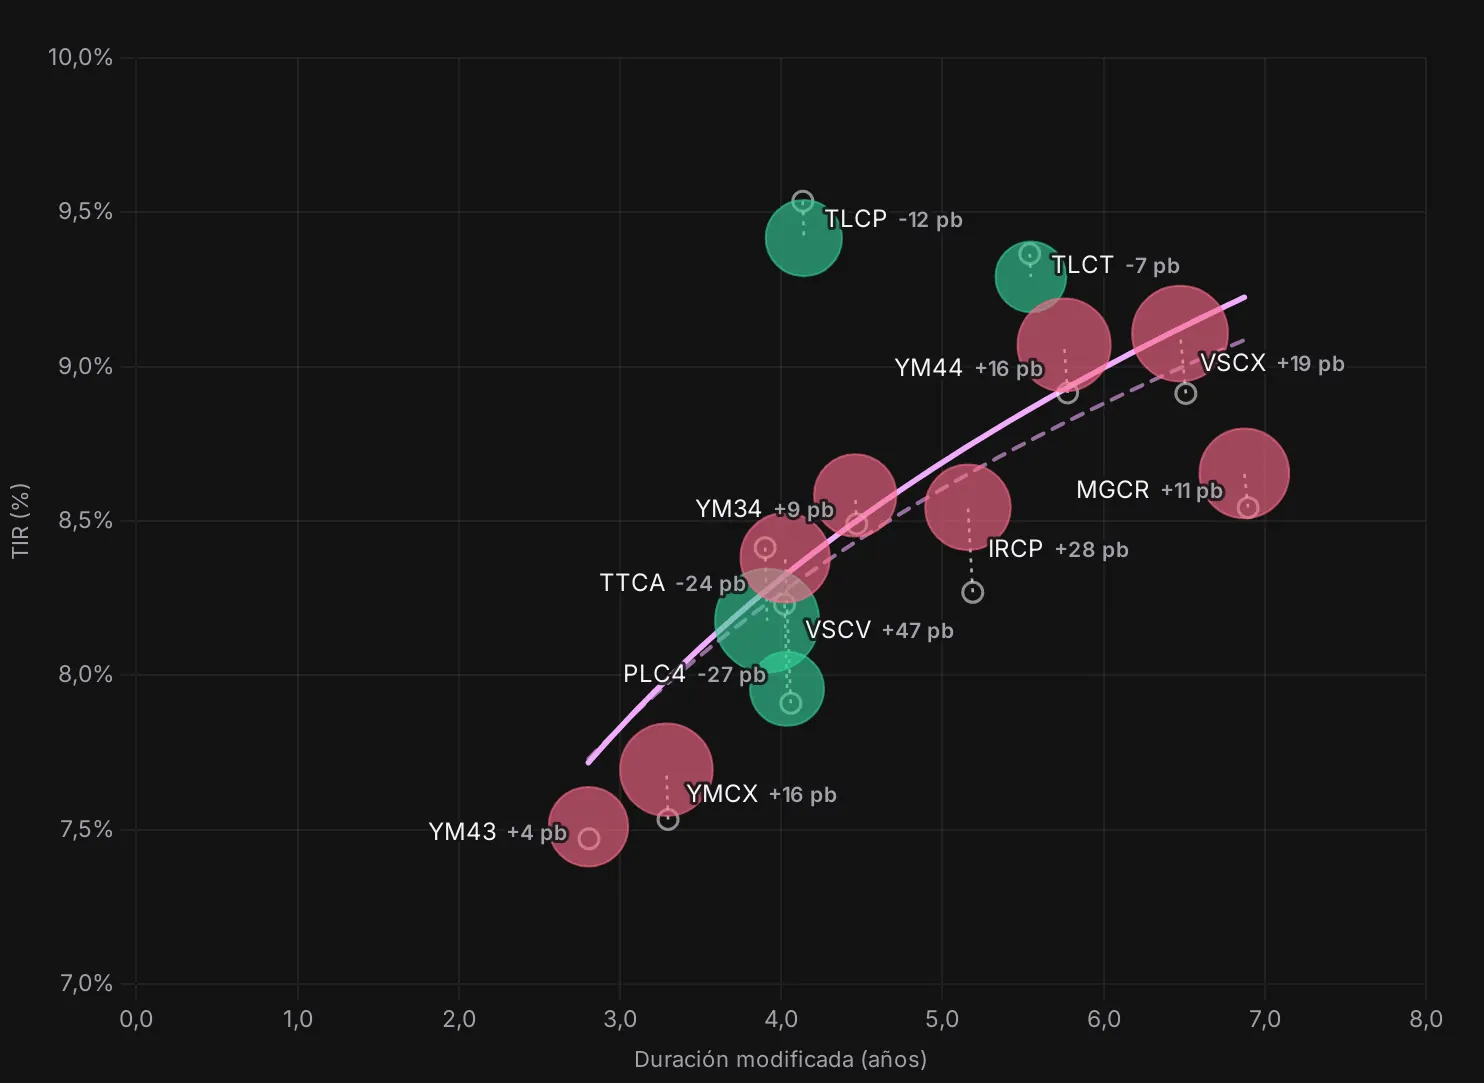 10,0%
9,5%
TLCP -12 pb
TLCT -7 pb
9,0%
YM44 +16 pb
VSCX +19 pb
MGCR +11 pb
8,5%
YM34 +9 pb
IRCP +28 pb
TTCA -24 pb
VSCV +47 pb
8,0%
PLC4 -27 pb
YMCX +16 pb
7,5%
YM43 +4 pb
7,0%
TIR (%)
0,0 1,0 2,0 3,0 4,0 5,0 6,0 7,0 8,0
Duración modificada (años)